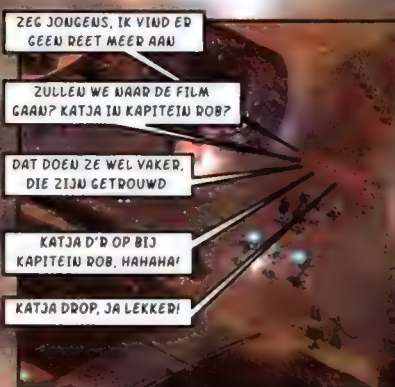 ZEG JONGENS, IK VIND ER
GEEN REET MEER AAN
ZULLEN WE NAAR DE FILM
GAAN? KATJA IN KAPITEIN ROB?
DAT DOEN ZE WEL VAKER,
DIE ZIJN GETROUWD
KATJA D'R OP BIJ
KAPITEIN ROB, HAHAHA!
KATJA DROP, JA LEKKER!